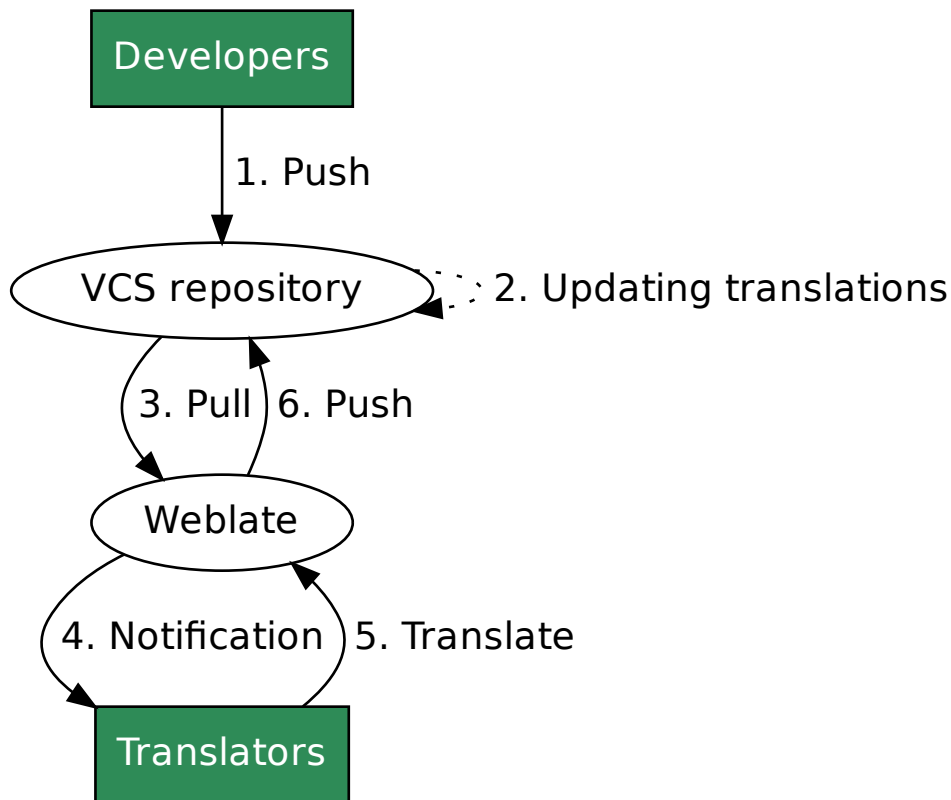 Developers
1. Push
VCS repository
2. Updating translations
3. Pull
6. Push
Weblate
4. Notification
5. Translate
Translators